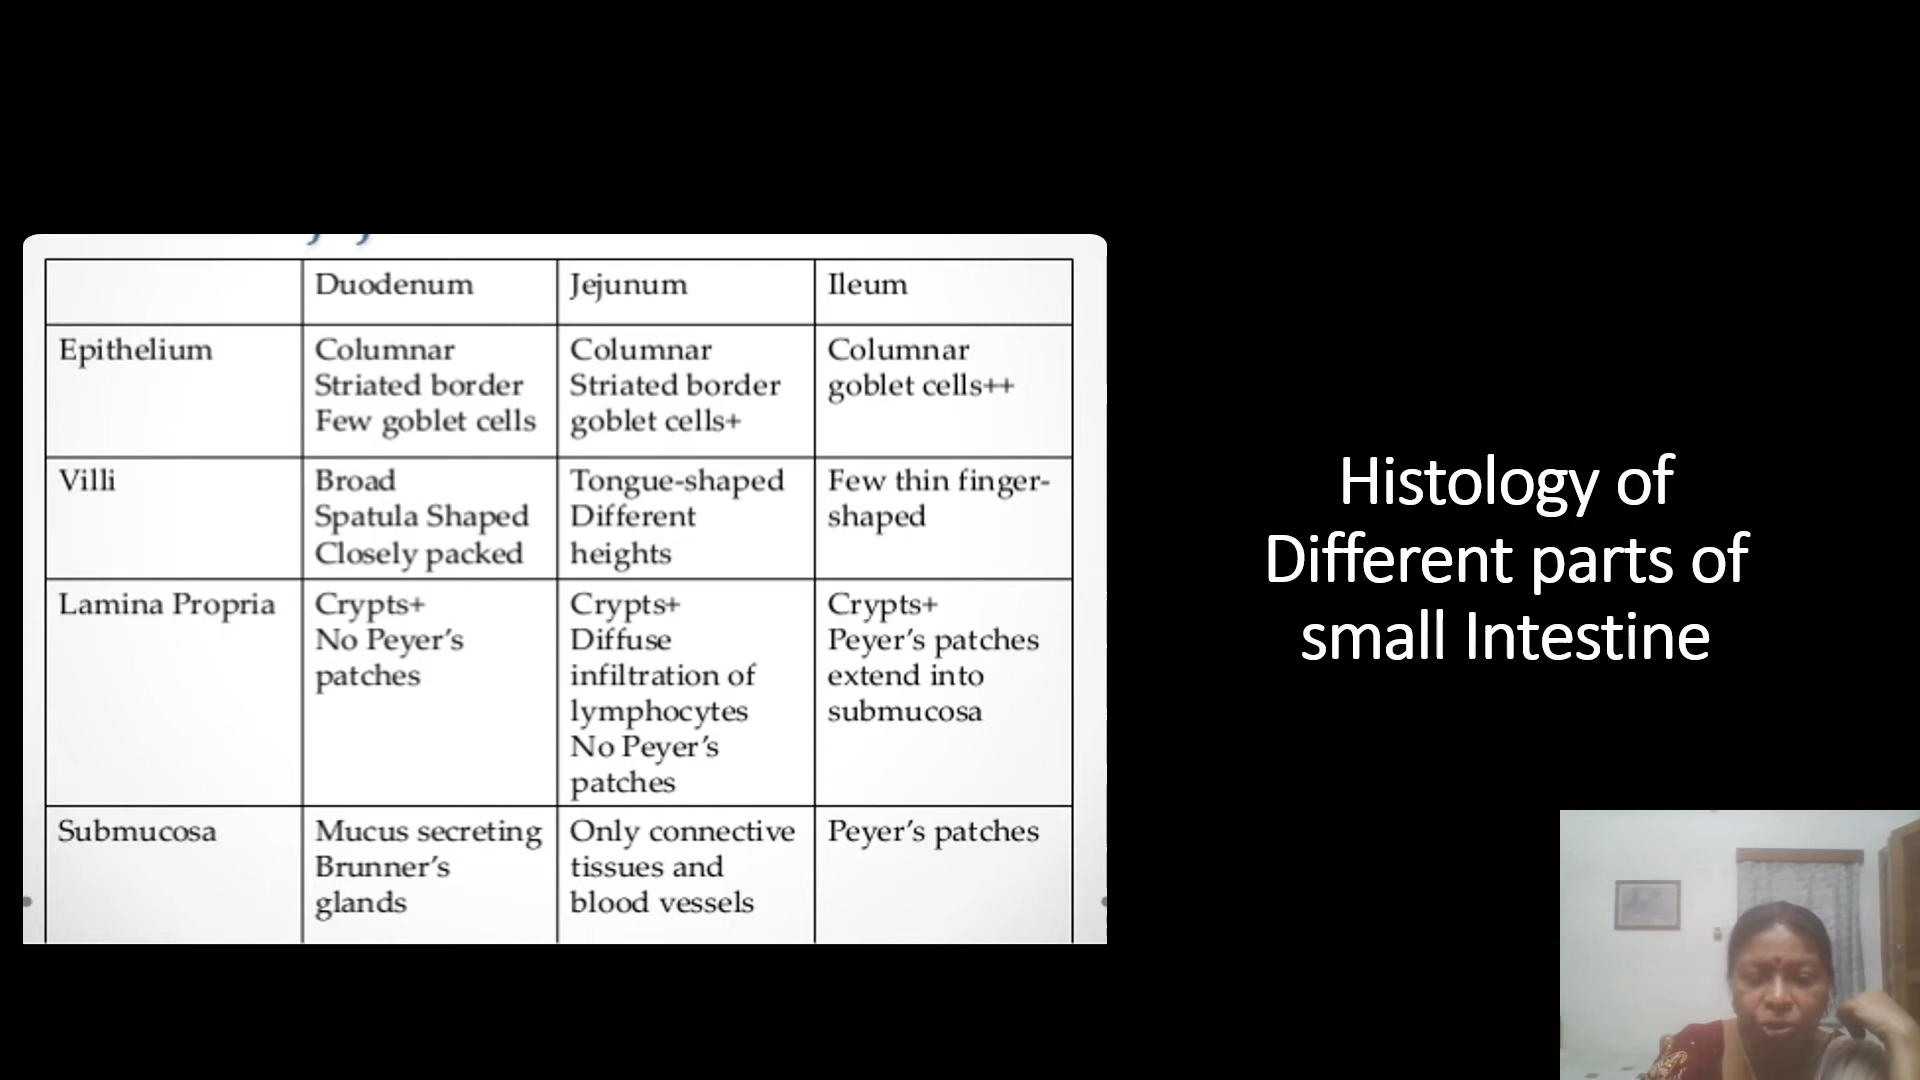 Duodenum
Jejunum
Ileum
Epithelium
Columnar
Striated border
Few goblet cells
Columnar
Striated border
goblet cells+
Columnar
goblet cells++
Villi
Broad
Spatula Shaped
Closely packed
Tongue-shaped
Different
heights
Few thin finger-
shaped
Lamina Propria
Crypts+
No Peyer's
patches
Crypts+
Diffuse
infiltration of
lymphocytes
No Peyer's
patches
Crypts+
Peyer's patches
extend into
submucosa
Submucosa
Mucus secreting
Brunner's
glands
Only connective
tissues and
blood vessels
Peyer's patches
Histology of
Different parts of
small Intestine